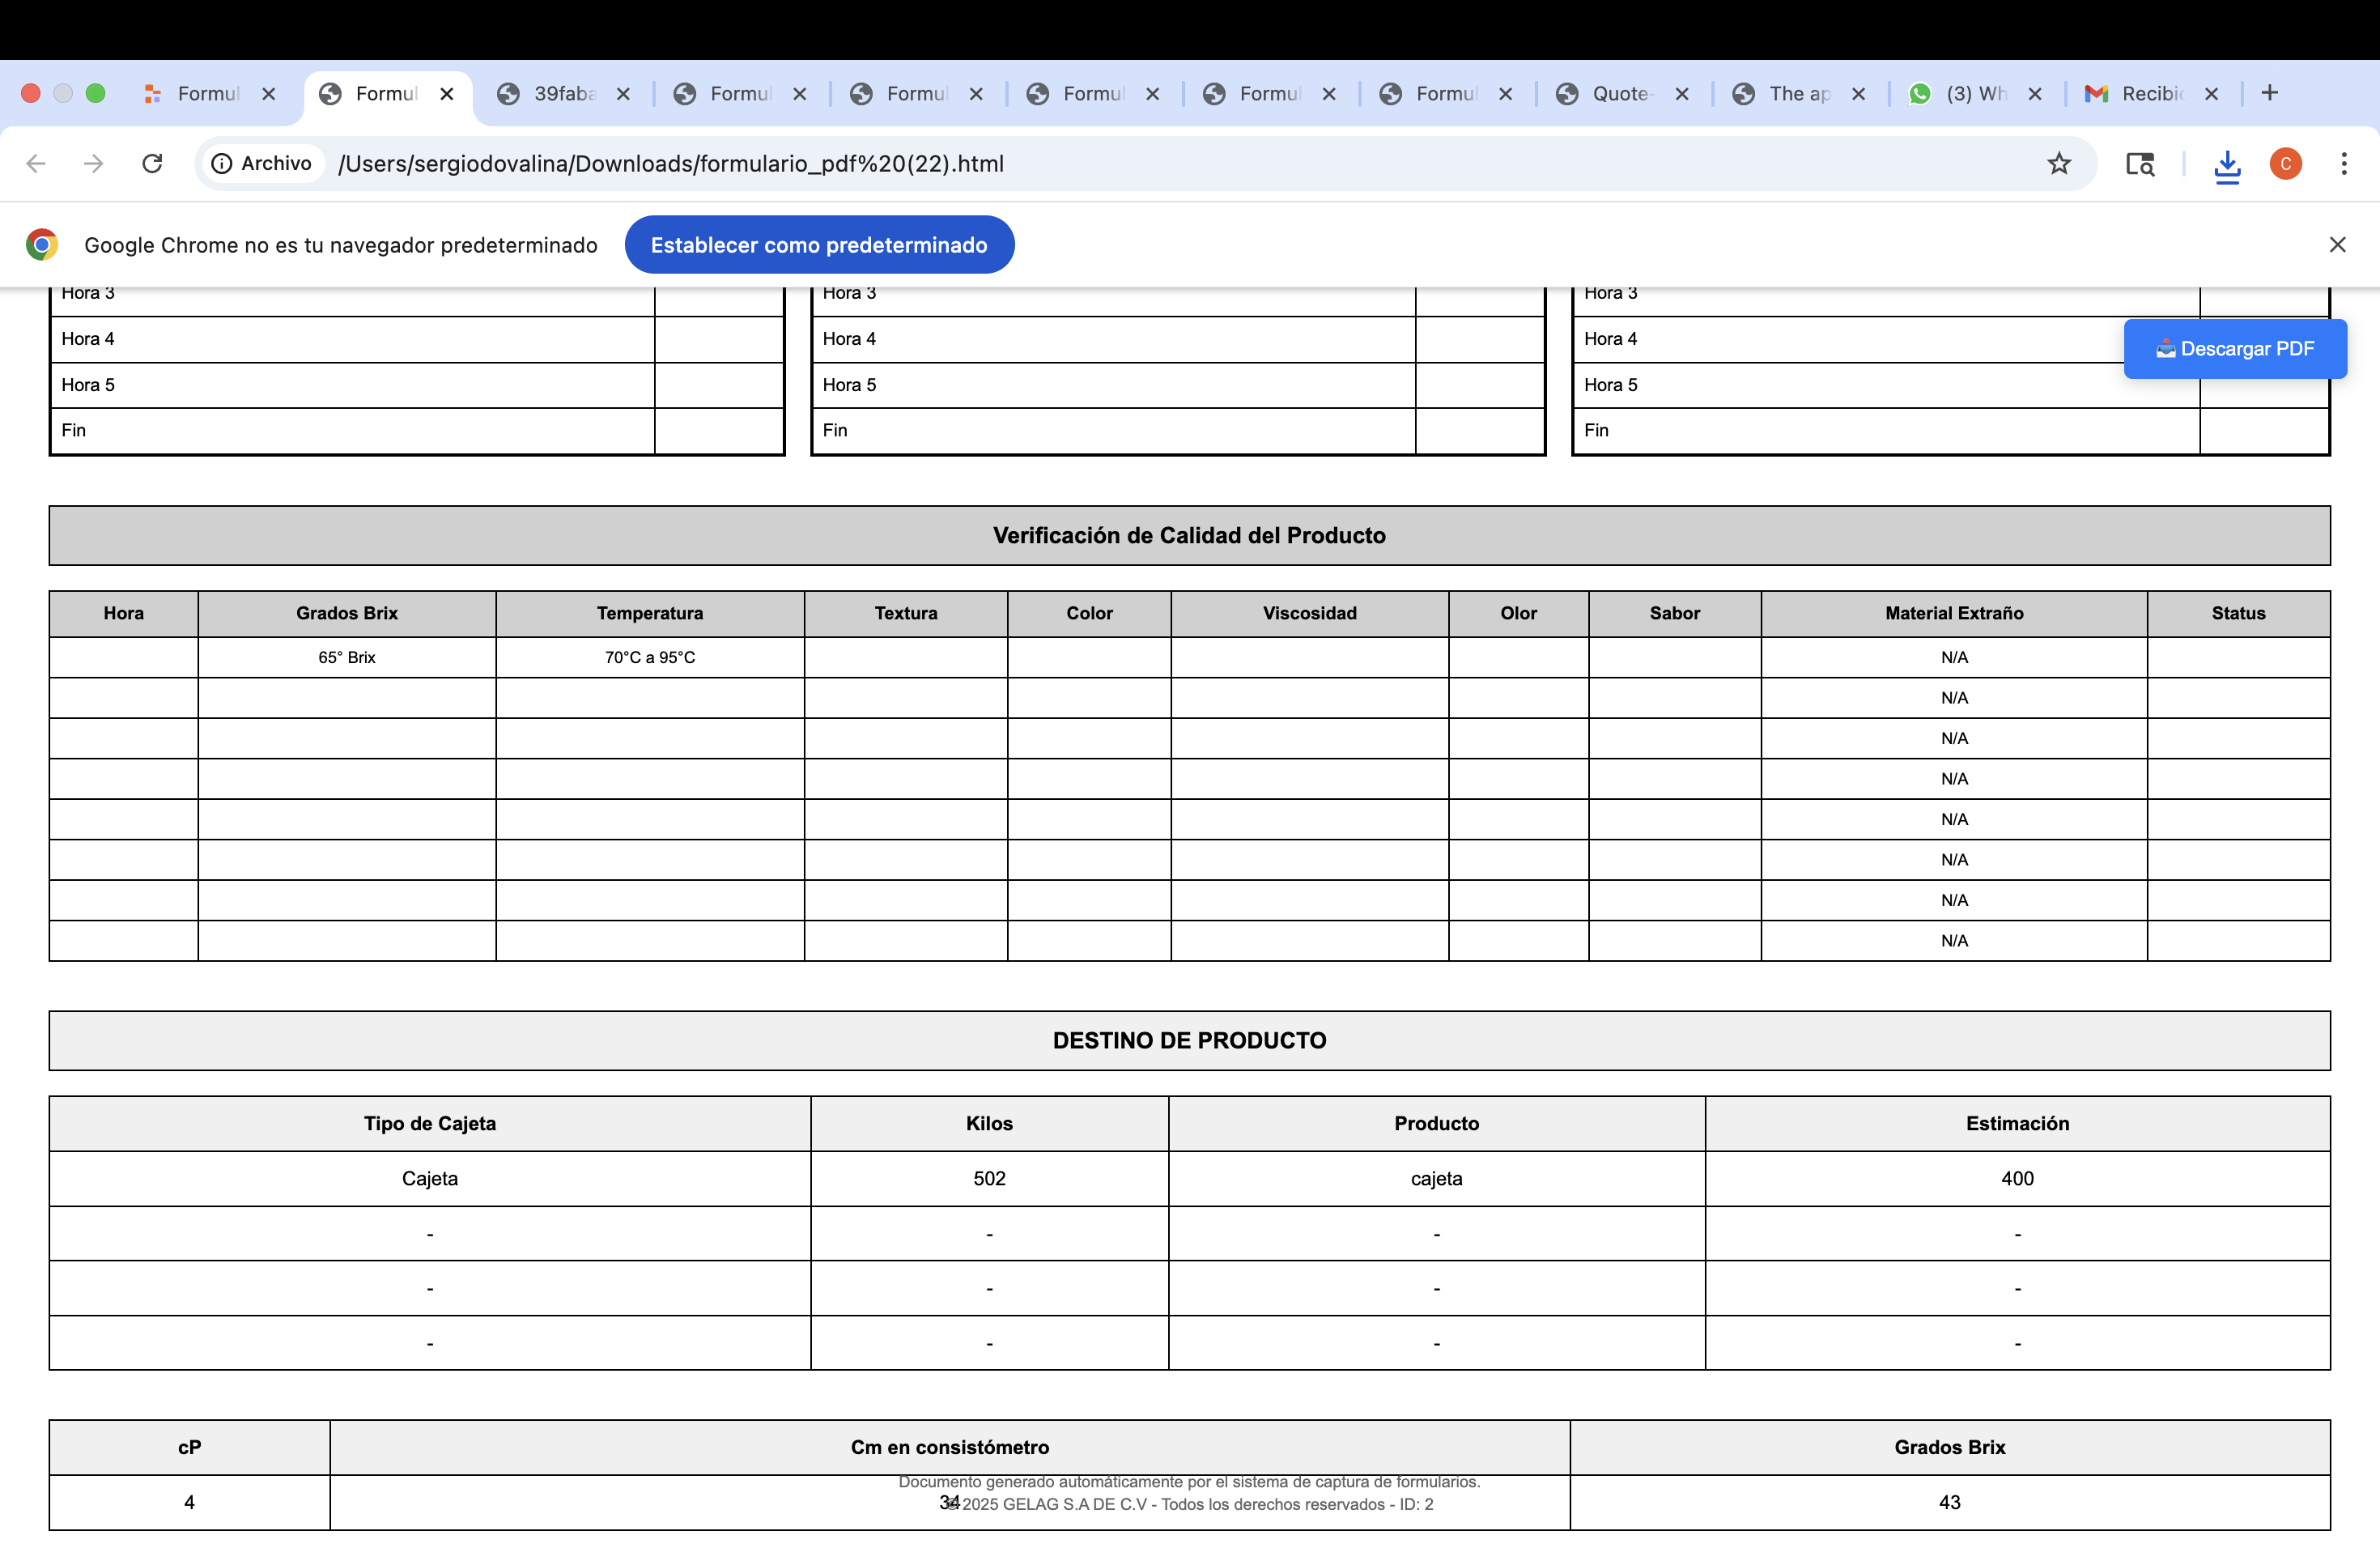 Formul
Formul
39faba
Formul
Formul
Formul
Formul
Formul
Quote-
The ap
(3) Wh
Recibic
Archivo /Users/sergiodovalina/Downloads/formulario_pdf%20(22).html
C
Google Chrome no es tu navegador predeterminado Establecer como predeterminado
Hora 3 Hora 3 Hora 3
Hora 4 Hora 4 Hora 4
Descargar PDF
Hora 5 Hora 5 Hora 5
Fin Fin Fin
Verificación de Calidad del Producto
Hora Grados Brix Temperatura Textura Color Viscosidad Olor Sabor Material Extraño Status
65° Brix 70°C a 95°C N/A
N/A
N/A
N/A
N/A
N/A
N/A
N/A
DESTINO DE PRODUCTO
Tipo de Cajeta Kilos Producto Estimación
Cajeta 502 cajeta 400
- - - -
- - - -
- - - -
cP Cm en consistómetro Grados Brix
Documento generado automáticamente por el sistema de captura de formularios.
4 34 43
© 2025 GELAG S.A DE C.V - Todos los derechos reservados - ID: 2